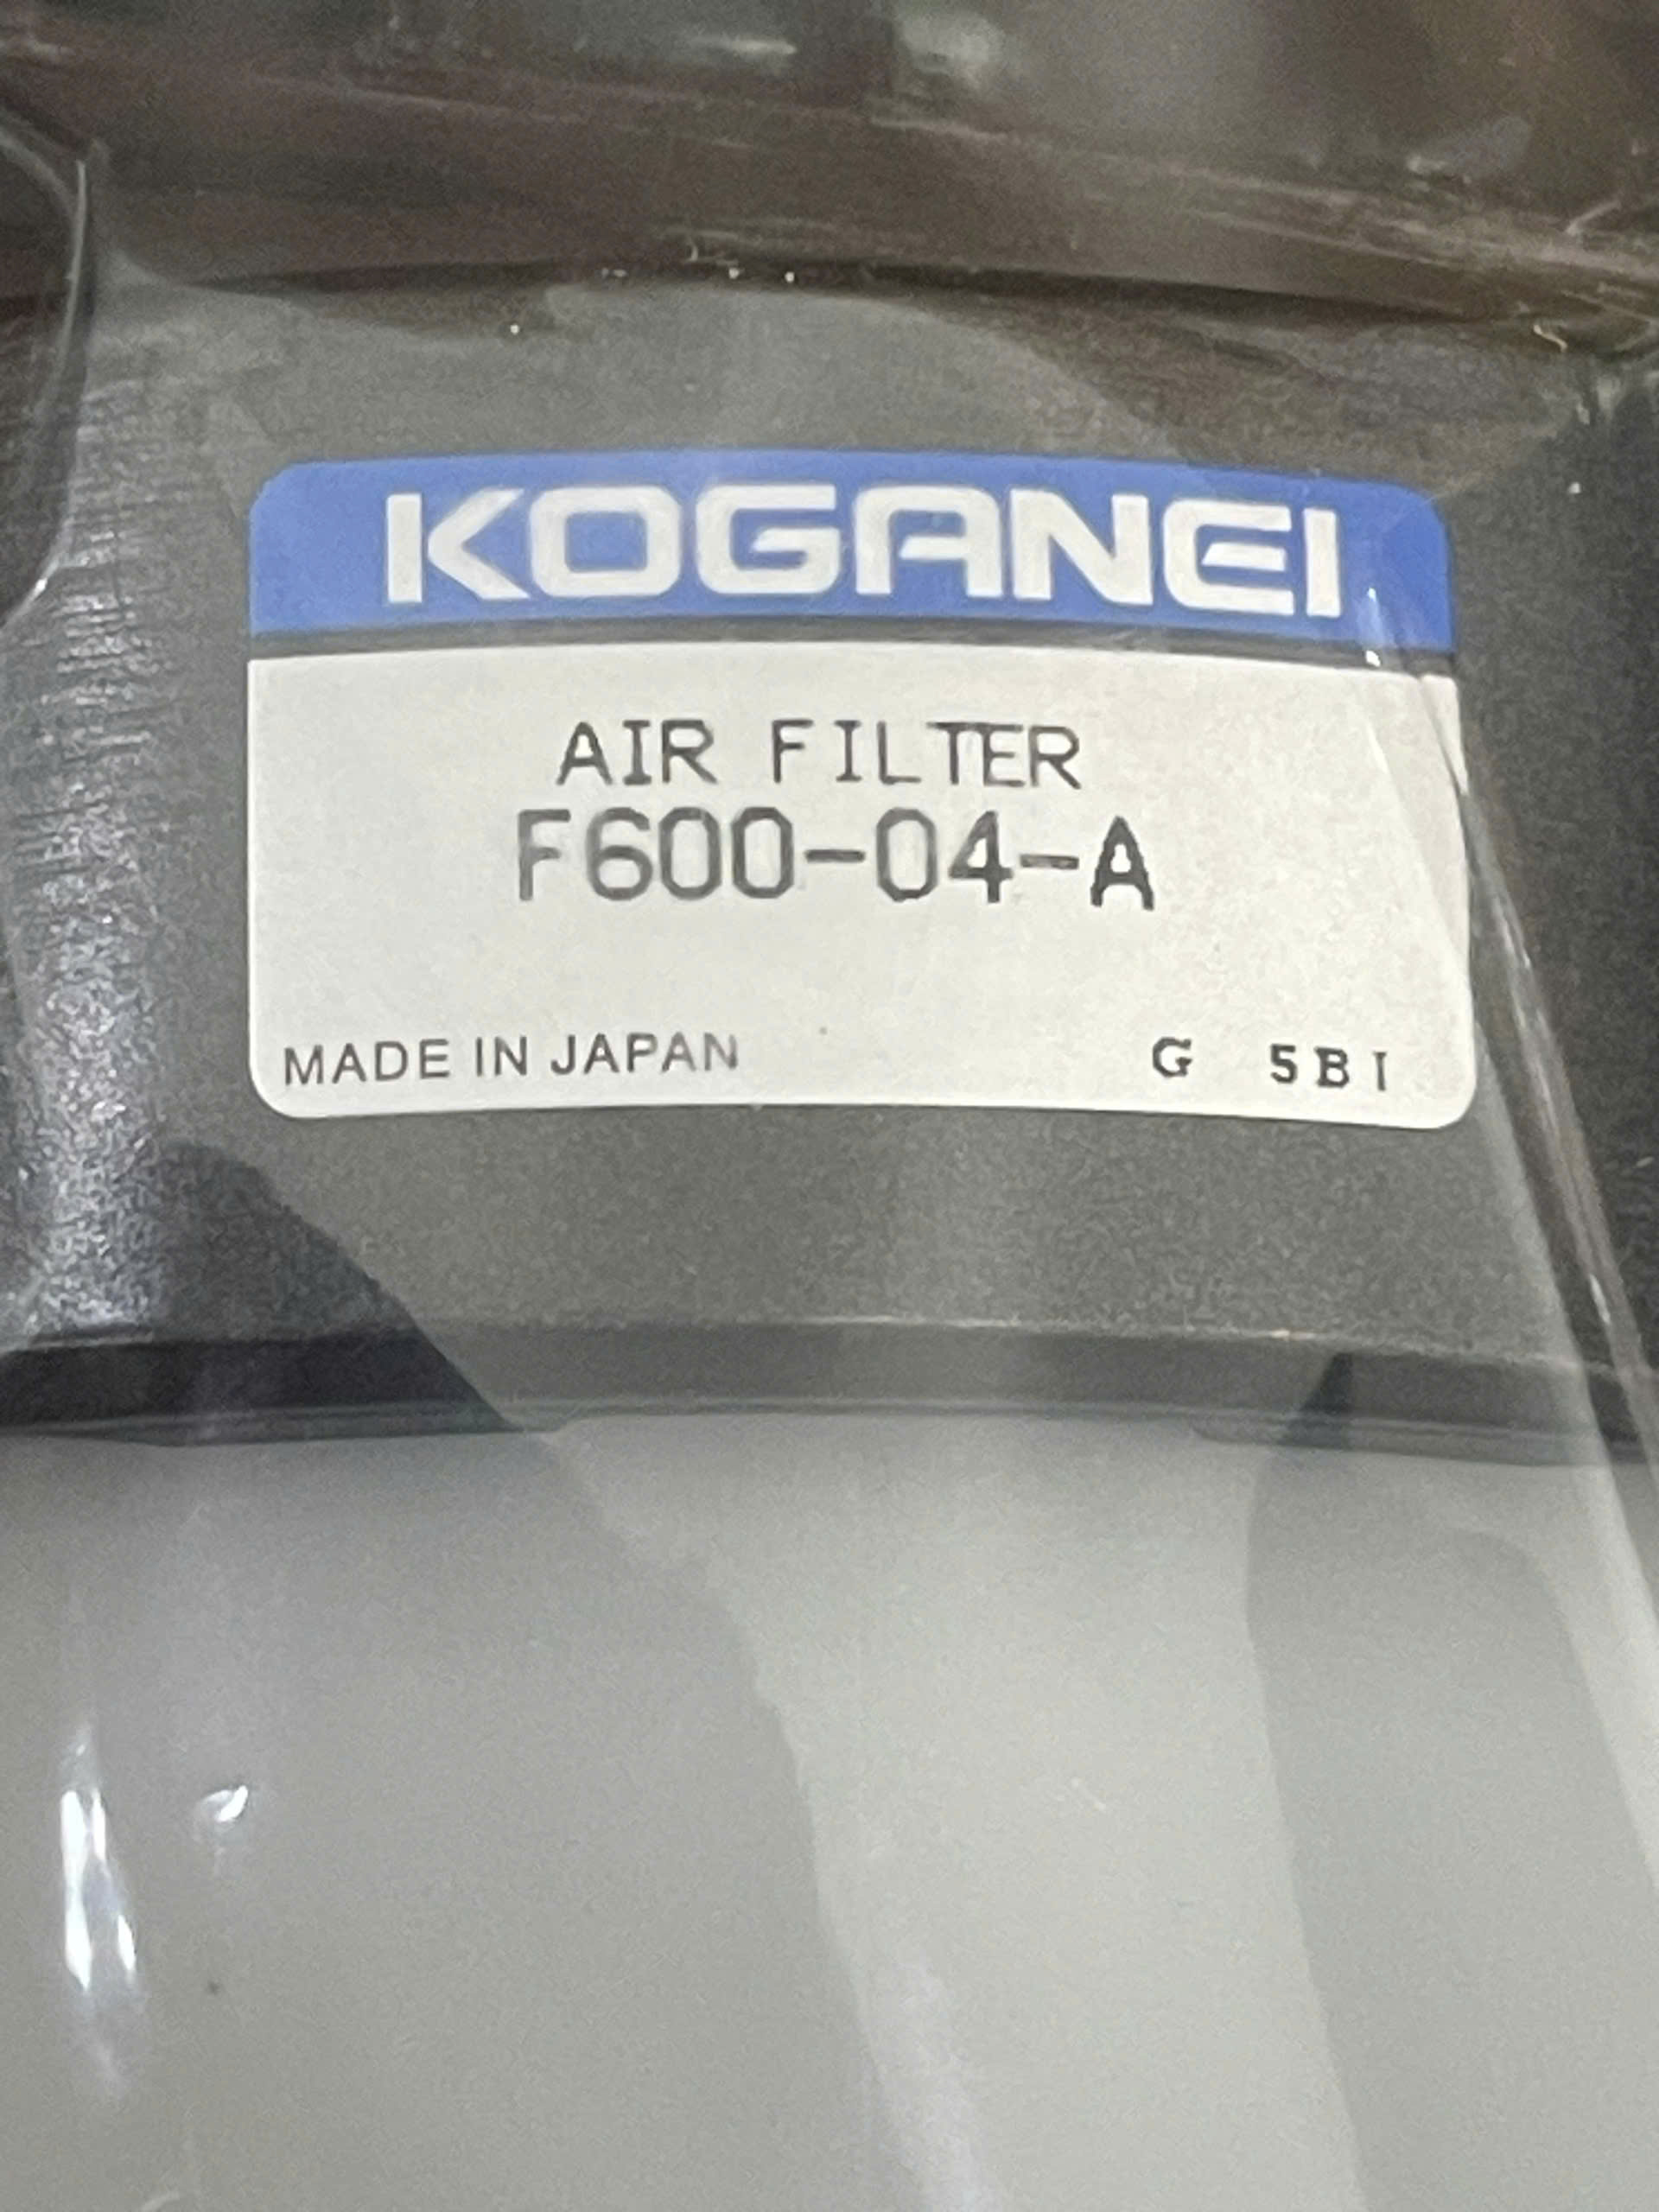 KOGANEI
AIR FILTER
F600-04-A
MADE IN JAPAN G 5BI